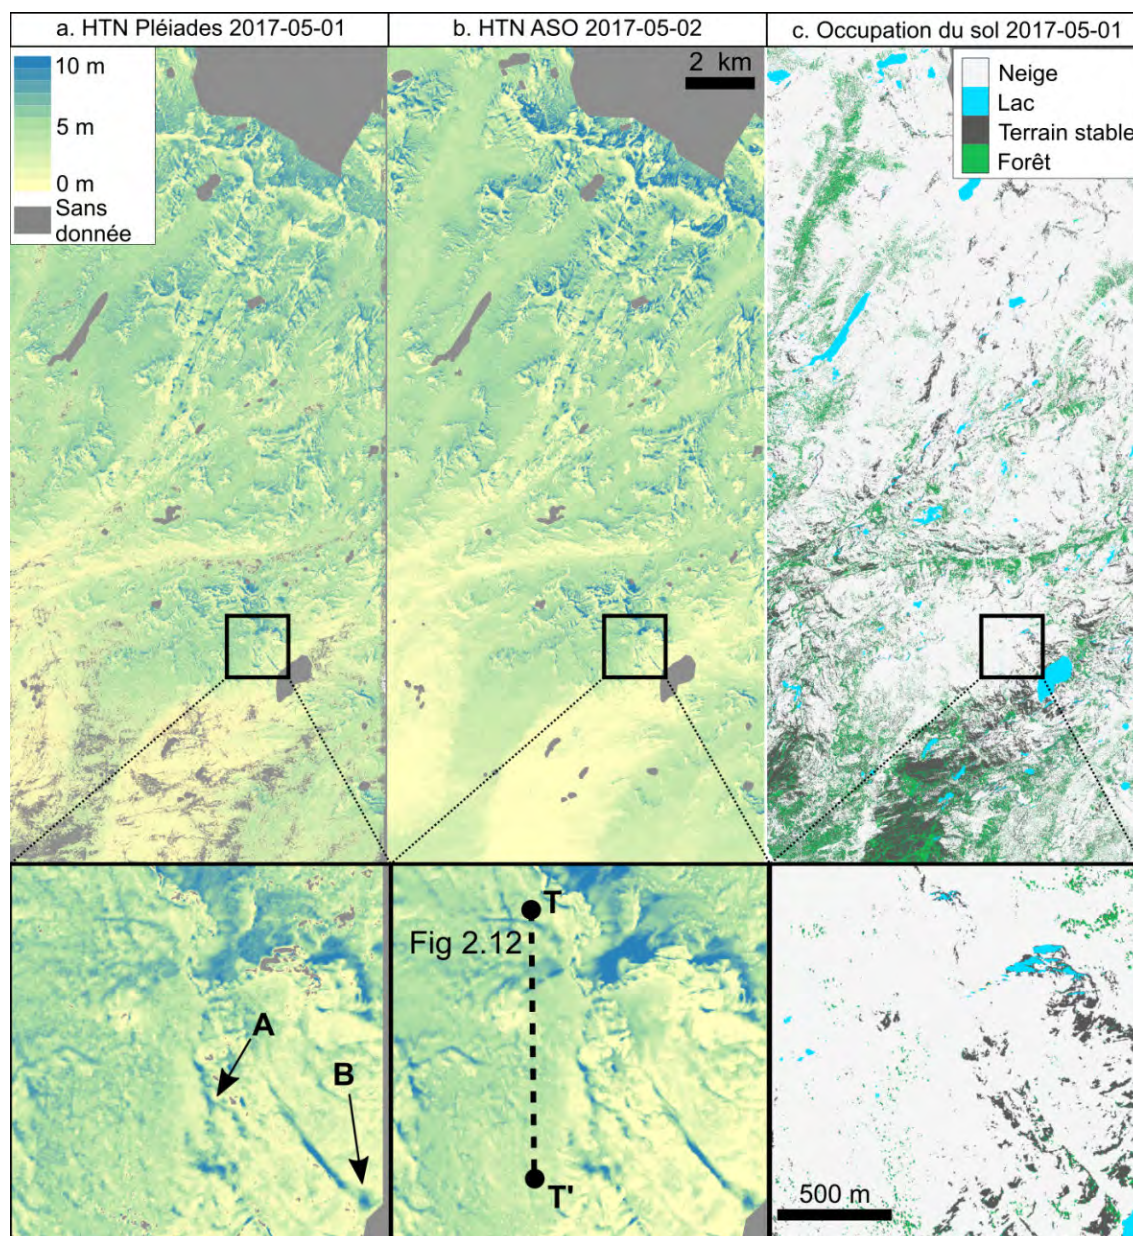 a. HTN Pléiades 2017-05-01
b. HTN ASO 2017-05-02
c. Occupation du sol 2017-05-01
10 m
5 m
0 m
Sans
donnée
2 km
Neige
Lac
Terrain stable
Forêt
A
B
T
Fig 2.12
T'
500 m